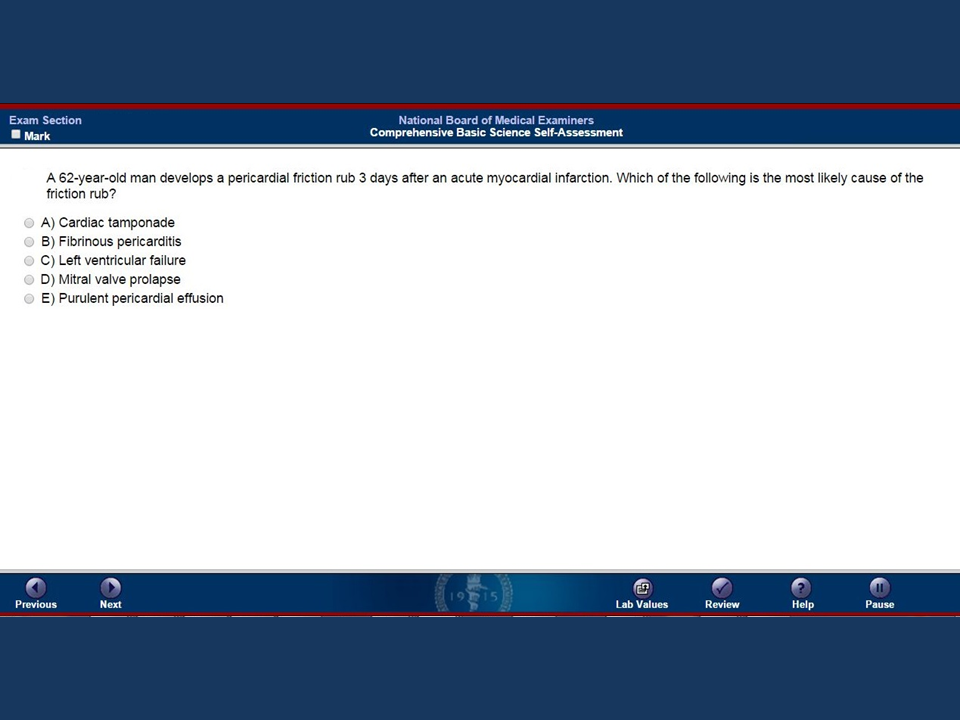 Exam Section
Mark
National Board of Medical Examiners
Comprehensive Basic Science Self-Assessment
A 62-year-old man develops a pericardial friction rub 3 days after an acute myocardial infarction. Which of the following is the most likely cause of the
friction rub?
A) Cardiac tamponade
B) Fibrinous pericarditis
C) Left ventricular failure
D) Mitral valve prolapse
E) Purulent pericardial effusion
Previous
Next
1915
Lab Values
Review
Help
Pause